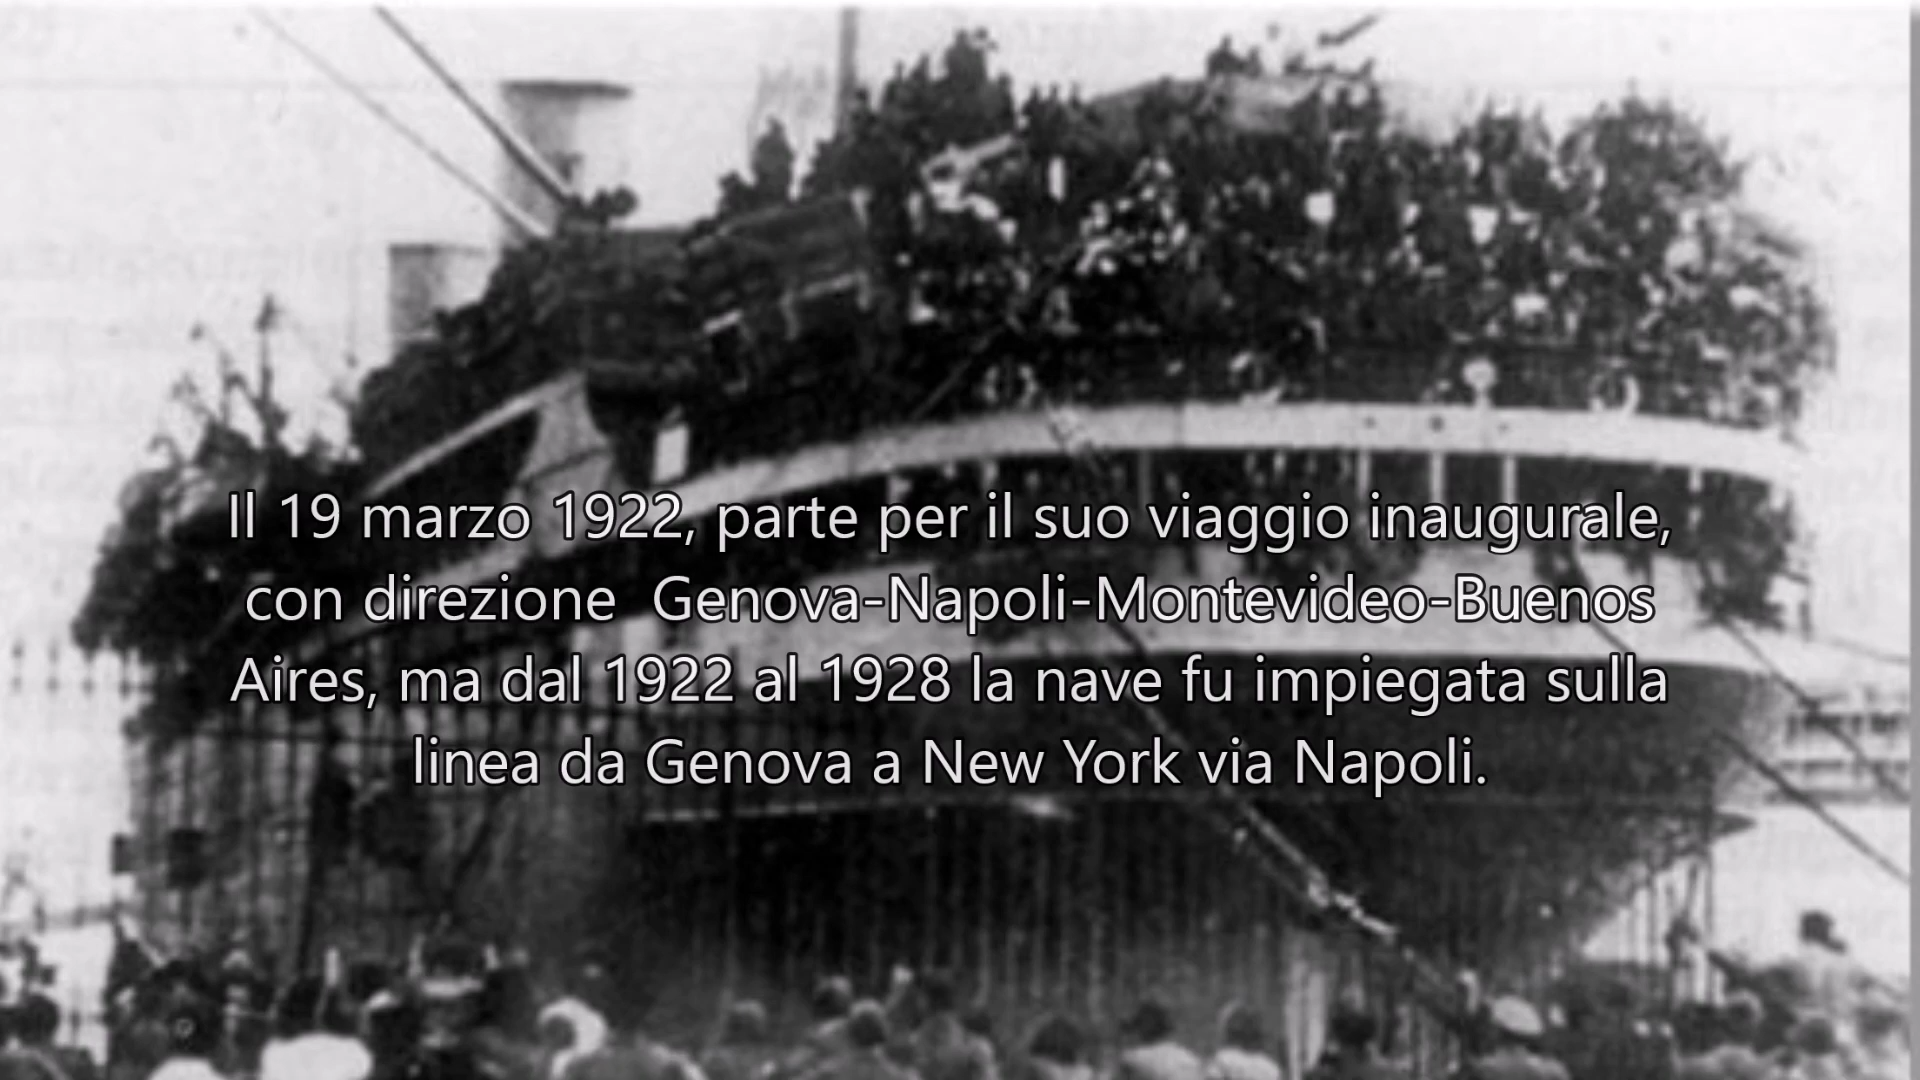 Il 19 marzo 1922, parte per il suo viaggio inaugurale,
con direzione  Genova-Napoli-Montevideo-Buenos
Aires, ma dal 1922 al 1928 la nave fu impiegata sulla
linea da Genova a New York via Napoli.